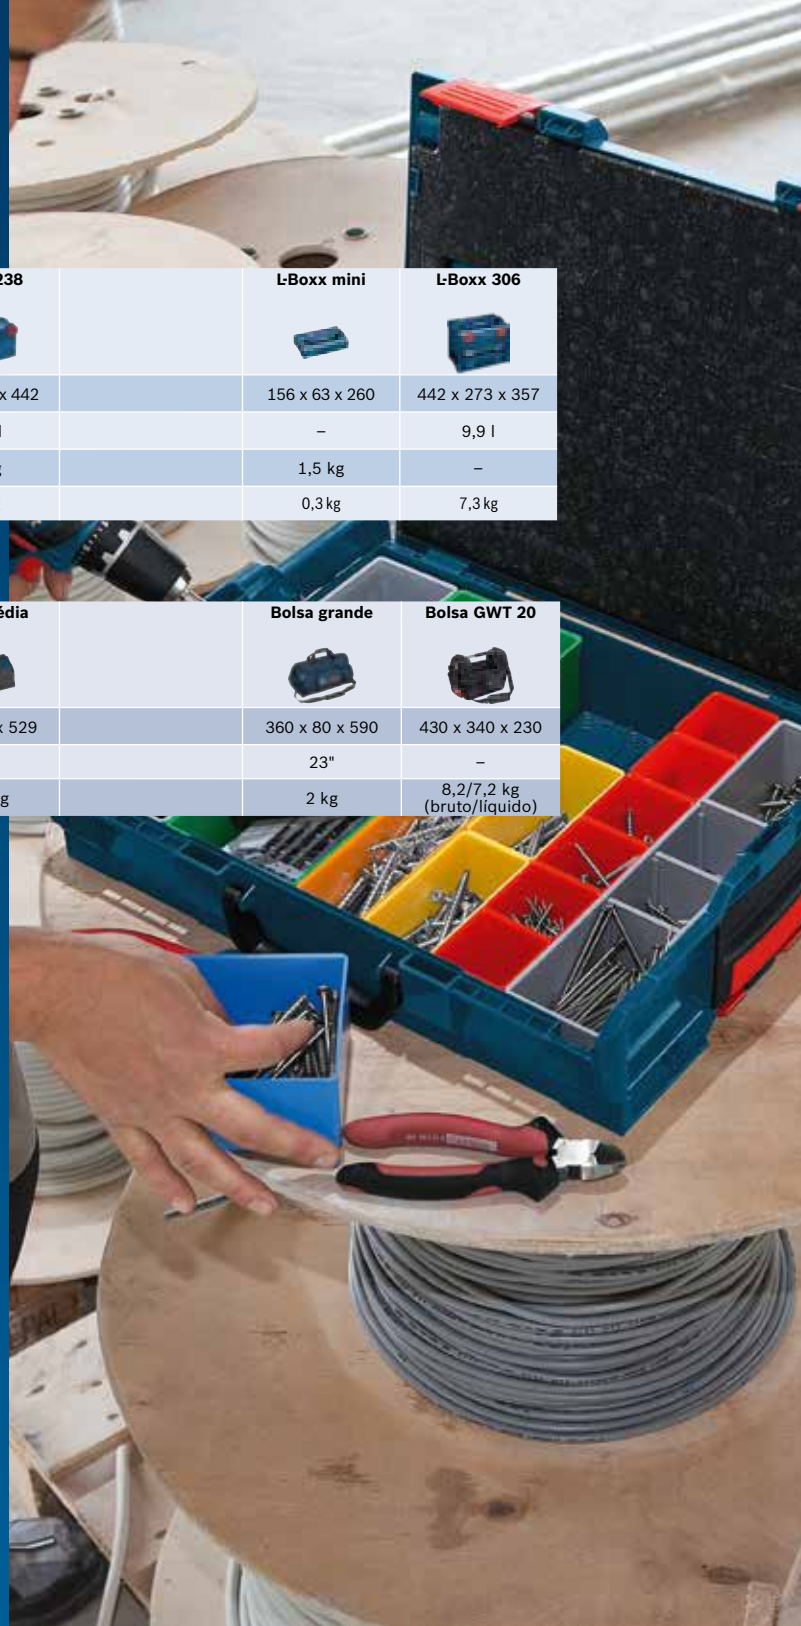 238 L-Boxx mini L-Boxx 306
x 442 156 x 63 x 260 442 x 273 x 357
– 9,9 l
1,5 kg –
0,3 kg 7,3 kg
édia Bolsa grande Bolsa GWT 20
x 529 360 x 80 x 590 430 x 340 x 230
23" –
g 2 kg 8,2/7,2 kg
(bruto/líquido)